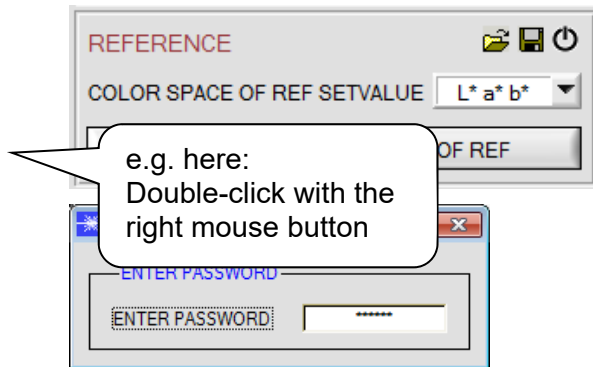 REFERENCE
COLOR SPACE OF REF SETVALUE L* a* b*
OF REF
e.g. here:
Double-click with the
right mouse button
ENTER PASSWORD
ENTER PASSWORD ******